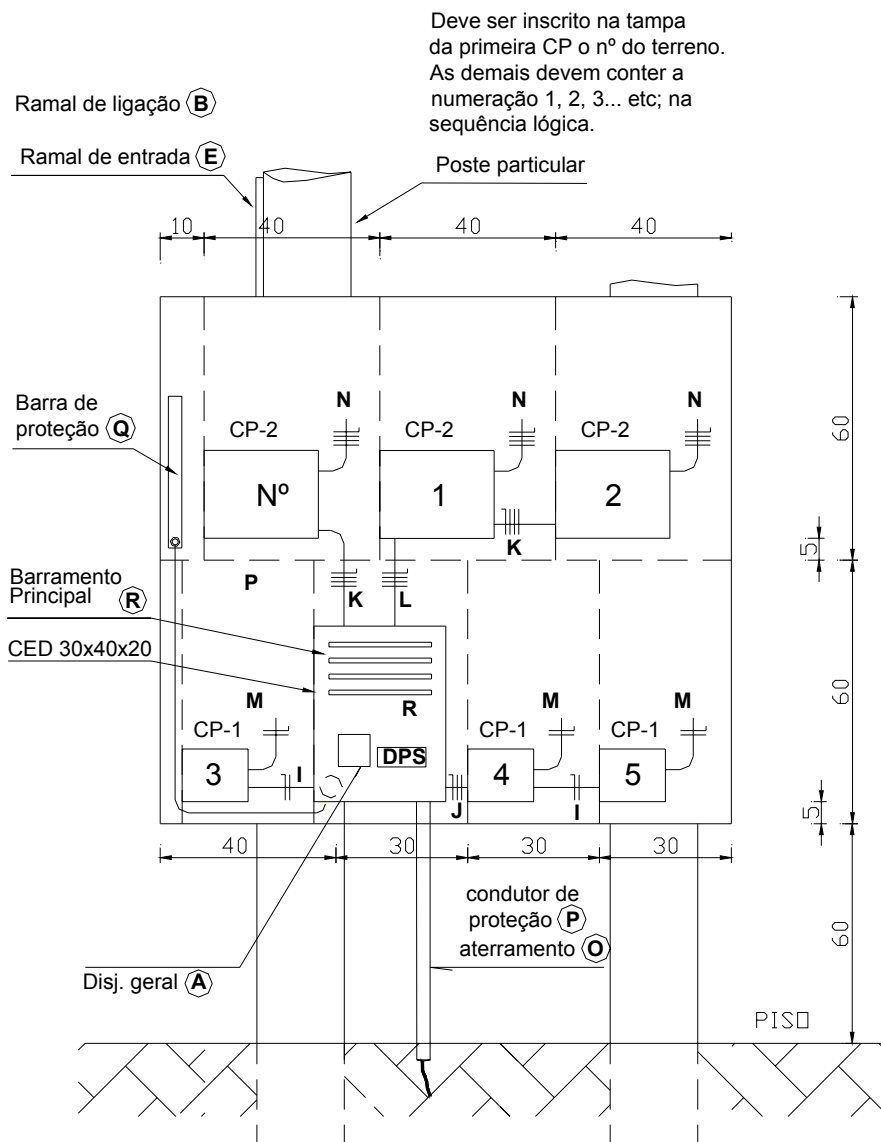 Deve ser inscrito na tampa
da primeira CP o nº do terreno.
As demais devem conter a
numeração 1, 2, 3... etc; na
sequência lógica.
Ramal de ligação B
Ramal de entrada E
Poste particular
10
40
40
40
Barra de
proteção Q
N
N
N
CP-2
CP-2
CP-2
Nº
1
2
K
60
5
P
K
L
Barramento
Principal R
CED 30x40x20
R
M
M
M
CP-1
CP-1
CP-1
DPS
3
I
4
5
J
I
60
5
40
30
30
30
condutor de
proteção P
aterramento O
Disj. geral A
60
PISO